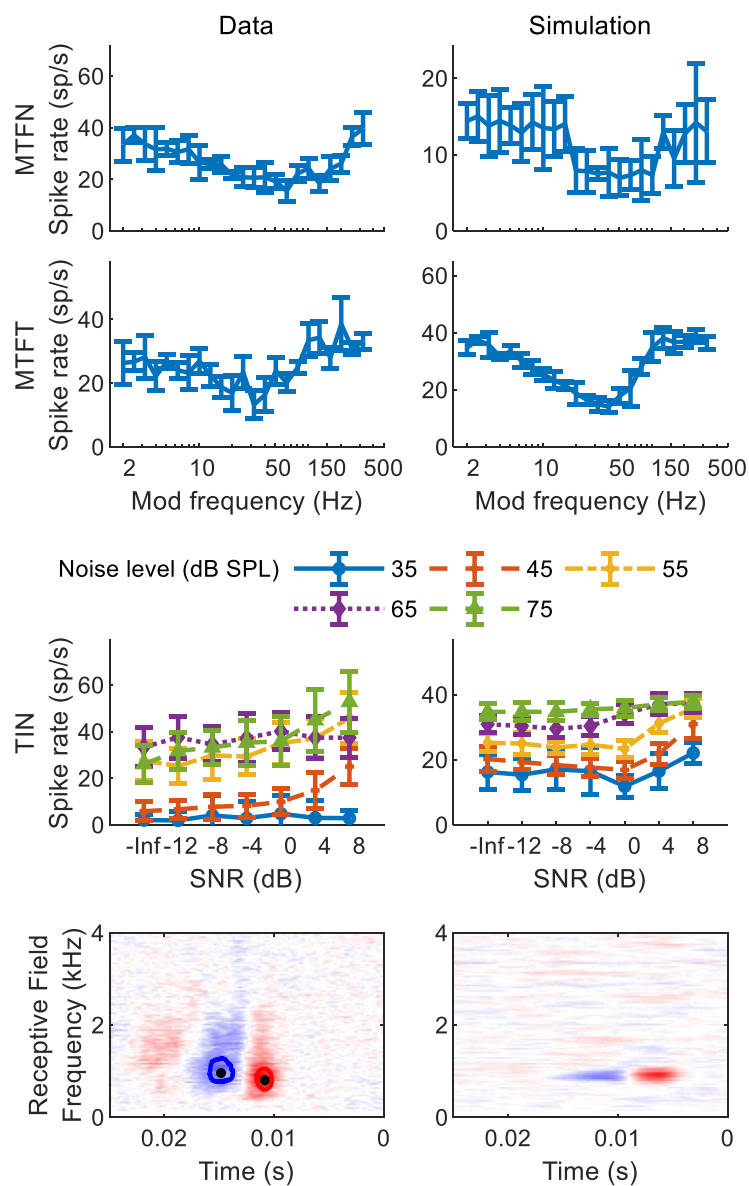 Data Simulation
MTFN
Spike rate (sp/s)
60
40
20
0
20
10
0
MTFT
Spike rate (sp/s)
40
20
0
60
40
20
0
2 10 50 150 500
2 10 50 150 500
Mod frequency (Hz) Mod frequency (Hz)
Noise level (dB SPL) 35 45 55
65 75
TIN
Spike rate (sp/s)
60
40
20
0
40
20
0
-Inf -12 -8 -4 0 4 8
-Inf -12 -8 -4 0 4 8
SNR (dB) SNR (dB)
Receptive Field
Frequency (kHz)
4
2
0
4
2
0
0.02 0.01 0
0.02 0.01 0
Time (s) Time (s)